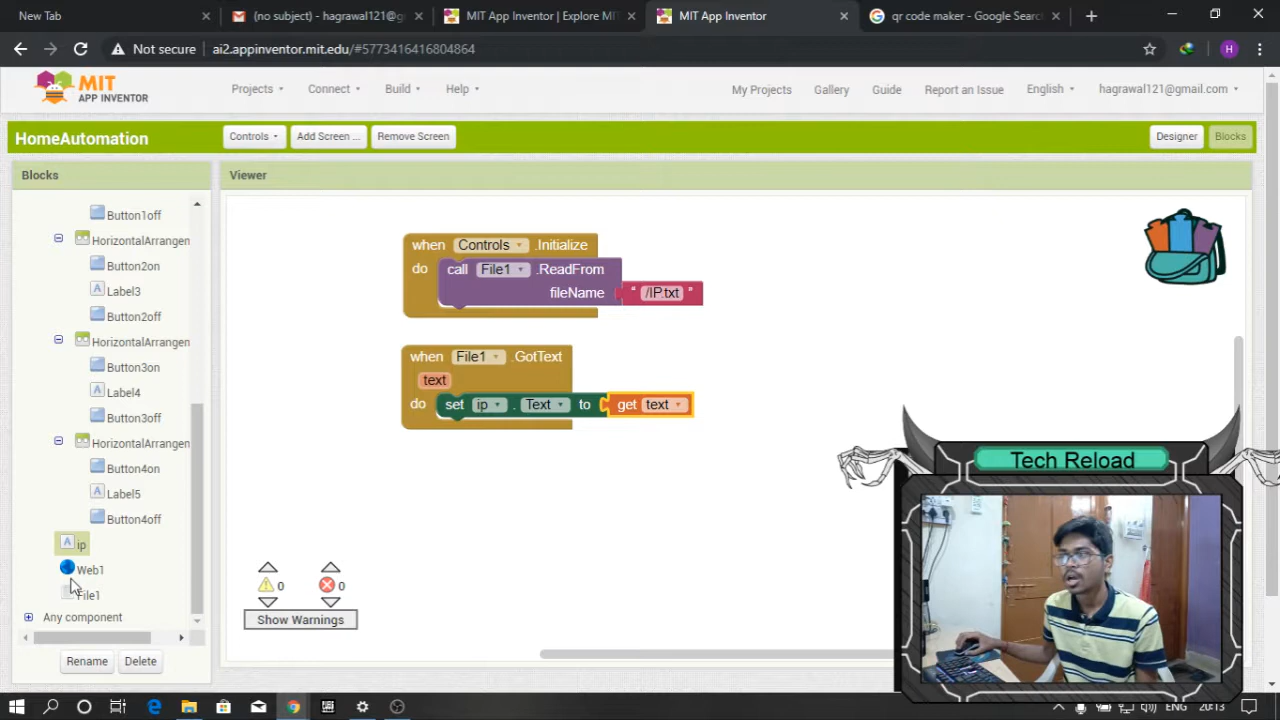 New Tab
(no subject) - hagrawal121@g
MIT App Inventor | Explore MIT
MIT App Inventor
qr code maker - Google Search
Not secure
ai2.appinventor.mit.edu/#5773416416804864
H
MIT
APP INVENTOR
Projects
Connect
Build
Help
My Projects
Gallery
Guide
Report an Issue
English
hagrawal121@gmail.com
HomeAutomation
Controls
Add Screen ...
Remove Screen
Designer
Blocks
Blocks
Viewer
Button1off
HorizontalArrangen
Button2on
A Label3
Button2off
HorizontalArrangen
Button3on
A Label4
Button3off
HorizontalArrangen
Button4on
A Label5
Button4off
A ip
Web1
File1
Any component
Rename
Delete
when Controls .Initialize
do call File1 .ReadFrom
fileName " /IP.txt "
when File1 .GotText
text
do set ip . Text to get text
0
0
Show Warnings
Tech Reload
ENG
20:13